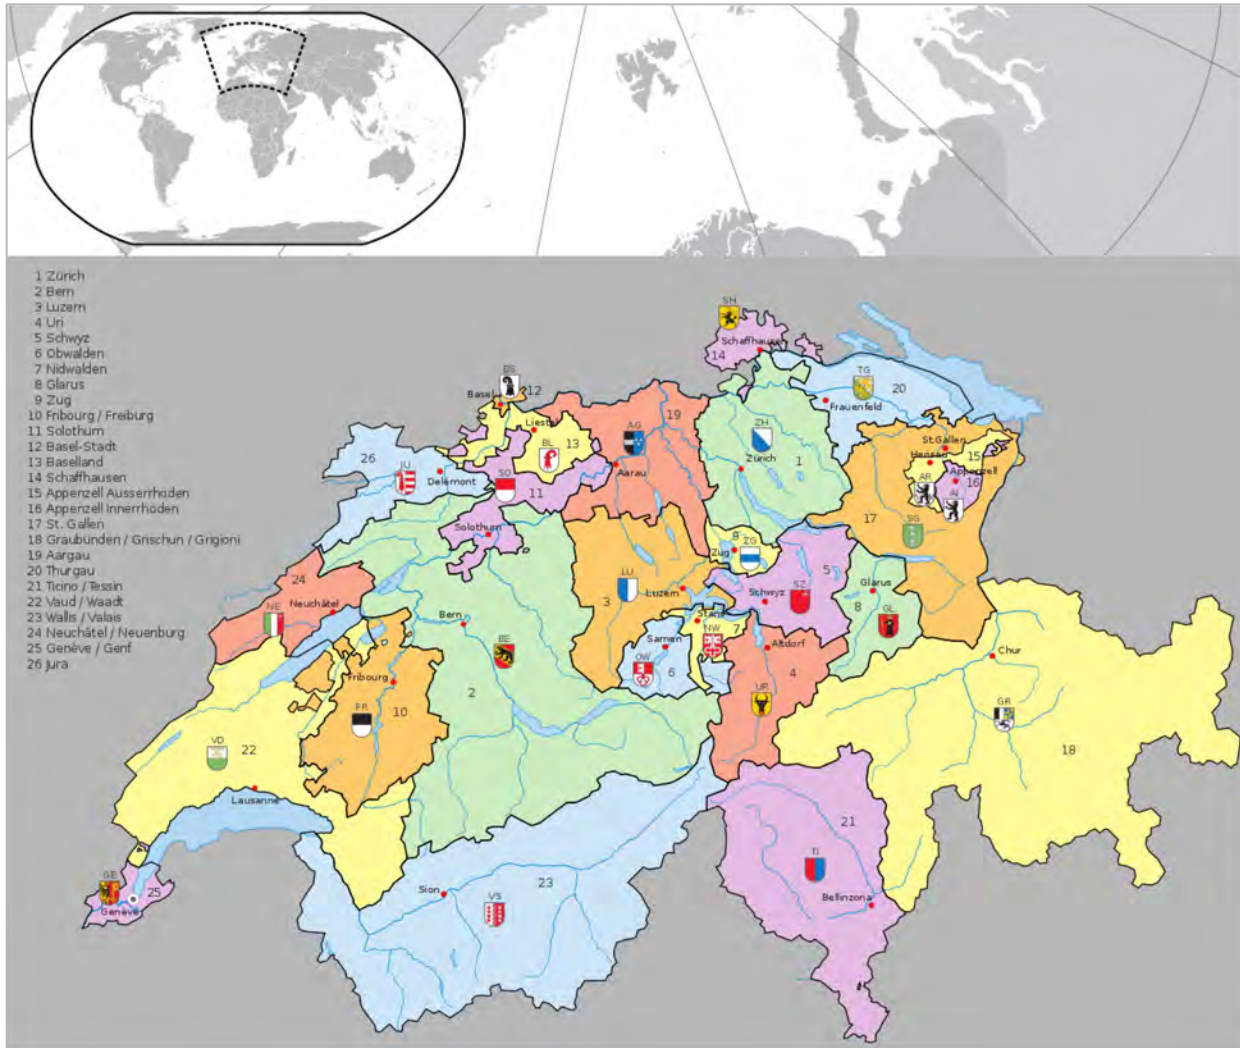 1 Zürich
2 Bern
3 Luzern
4 Uri
5 Schwyz
6 Obwalden
7 Nidwalden
8 Glarus
9 Zug
10 Fribourg / Freiburg
11 Solothurn
12 Basel-Stadt
13 Baselland
14 Schaffhausen
15 Appenzell Ausserrhoden
16 Appenzell Innerrhoden
17 St. Gallen
18 Graubünden / Grischun / Grigioni
19 Aargau
20 Thurgau
21 Ticino / Tessin
22 Vaud / Waadt
23 Wallis / Valais
24 Neuchâtel / Neuenburg
25 Genève / Genf
26 Jura
SH
Schaffhausen
14
BS
12
Basel
TG
20
Frauenfeld
19
Liestal
AG
ZH
BL
13
St.Gallen
26
Herisau
15
JU
Delémont
SO
11
Aarau
Zürich
1
AR
Appenzell
16
AI
17
SG
Solothurn
9
Zug
ZG
24
LU
Luzern
5
Glarus
NE
Neuchâtel
3
Schwyz
SZ
8
GL
Bern
BE
Stans
7
NW
Sarnen
OW
6
Altdorf
4
Chur
Fribourg
2
UR
FR
10
GR
VD
22
18
Lausanne
21
GE
25
Genève
Sion
23
VS
TI
Bellinzona